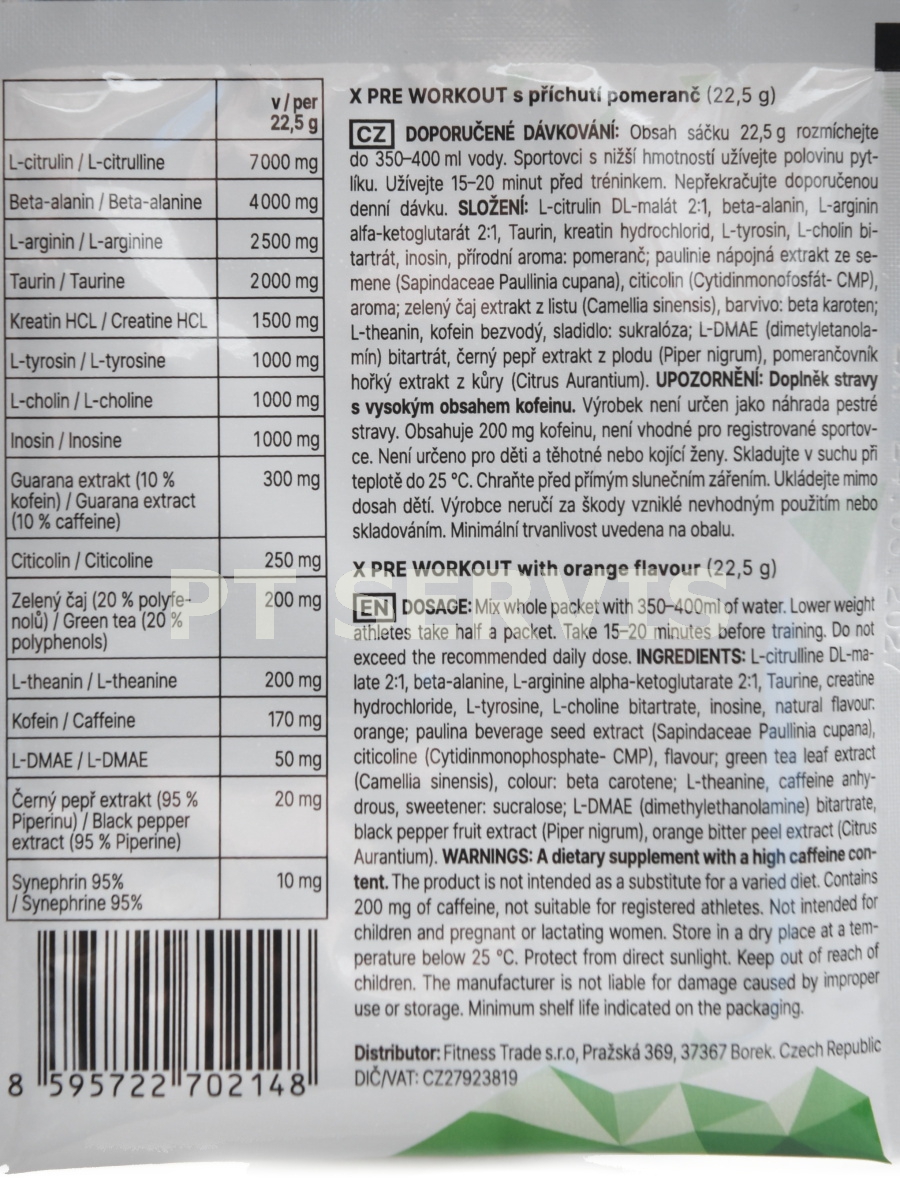 v / per
22,5 g
L-citrulin / L-citrulline 7000 mg
Beta-alanin / Beta-alanine 4000 mg
L-arginin / L-arginine 2500 mg
Taurin / Taurine 2000 mg
Kreatin HCL / Creatine HCL 1500 mg
L-tyrosin / L-tyrosine 1000 mg
L-cholin / L-choline 1000 mg
Inosin / Inosine 1000 mg
Guarana extrakt (10 % 300 mg
kofein) / Guarana extract
(10 % caffeine)
Citicolin / Citicoline 250 mg
Zelený čaj (20 % polyfe- 200 mg
nolů) / Green tea (20 %
polyphenols)
L-theanin / L-theanine 200 mg
Kofein / Caffeine 170 mg
L-DMAE / L-DMAE 50 mg
Černý pepř extrakt (95 % 20 mg
Piperinu) / Black pepper
extract (95 % Piperine)
Synephrin 95% 10 mg
/ Synephrine 95%
8 595722 702148
X PRE WORKOUT s příchutí pomeranč (22,5 g)
CZ DOPORUČENÉ DÁVKOVÁNÍ: Obsah sáčku 22,5 g rozmíchejte
do 350–400 ml vody. Sportovci s nižší hmotností užívejte polovinu pyt-
líku. Užívejte 15–20 minut před tréninkem. Nepřekračujte doporučenou
denní dávku. SLOŽENÍ: L-citrulin DL-malát 2:1, beta-alanin, L-arginin
alfa-ketoglutarát 2:1, Taurin, kreatin hydrochlorid, L-tyrosin, L-cholin bi-
tartrát, inosin, přírodní aroma: pomeranč; paulinie nápojná extrakt ze se-
mene (Sapindaceae Paullinia cupana), citicolin (Cytidinmonofosfát- CMP),
aroma; zelený čaj extrakt z listu (Camellia sinensis), barvivo: beta karoten;
L-theanin, kofein bezvodý, sladidlo: sukralóza; L-DMAE (dimetyletanola-
mín) bitartrát, černý pepř extrakt z plodu (Piper nigrum), pomerančovník
hořký extrakt z kůry (Citrus Aurantium). UPOZORNĚNÍ: Doplněk stravy
s vysokým obsahem kofeinu. Výrobek není určen jako náhrada pestré
stravy. Obsahuje 200 mg kofeinu, není vhodné pro registrované sportov-
ce. Není určeno pro děti a těhotné nebo kojící ženy. Skladujte v suchu při
teplotě do 25 °C. Chraňte před přímým slunečním zářením. Ukládejte mimo
dosah dětí. Výrobce neručí za škody vzniklé nevhodným použitím nebo
skladováním. Minimální trvanlivost uvedena na obalu.
X PRE WORKOUT with orange flavour (22,5 g)
PT SERVIS
EN DOSAGE: Mix whole packet with 350–400ml of water. Lower weight
athletes take half a packet. Take 15–20 minutes before training. Do not
exceed the recommended daily dose. INGREDIENTS: L-citrulline DL-ma-
late 2:1, beta-alanine, L-arginine alpha-ketoglutarate 2:1, Taurine, creatine
hydrochloride, L-tyrosine, L-choline bitartrate, inosine, natural flavour:
orange; paulina beverage seed extract (Sapindaceae Paullinia cupana),
citicoline (Cytidinmonophosphate- CMP), flavour; green tea leaf extract
(Camellia sinensis), colour: beta carotene; L-theanine, caffeine anhy-
drous, sweetener: sucralose; L-DMAE (dimethylethanolamine) bitartrate,
black pepper fruit extract (Piper nigrum), orange bitter peel extract (Citrus
Aurantium). WARNINGS: A dietary supplement with a high caffeine con-
tent. The product is not intended as a substitute for a varied diet. Contains
200 mg of caffeine, not suitable for registered athletes. Not intended for
children and pregnant or lactating women. Store in a dry place at a tem-
perature below 25 °C. Protect from direct sunlight. Keep out of reach of
children. The manufacturer is not liable for damage caused by improper
use or storage. Minimum shelf life indicated on the packaging.
Distributor: Fitness Trade s.r.o, Pražská 369, 37367 Borek. Czech Republic
DIČ/VAT: CZ27923819